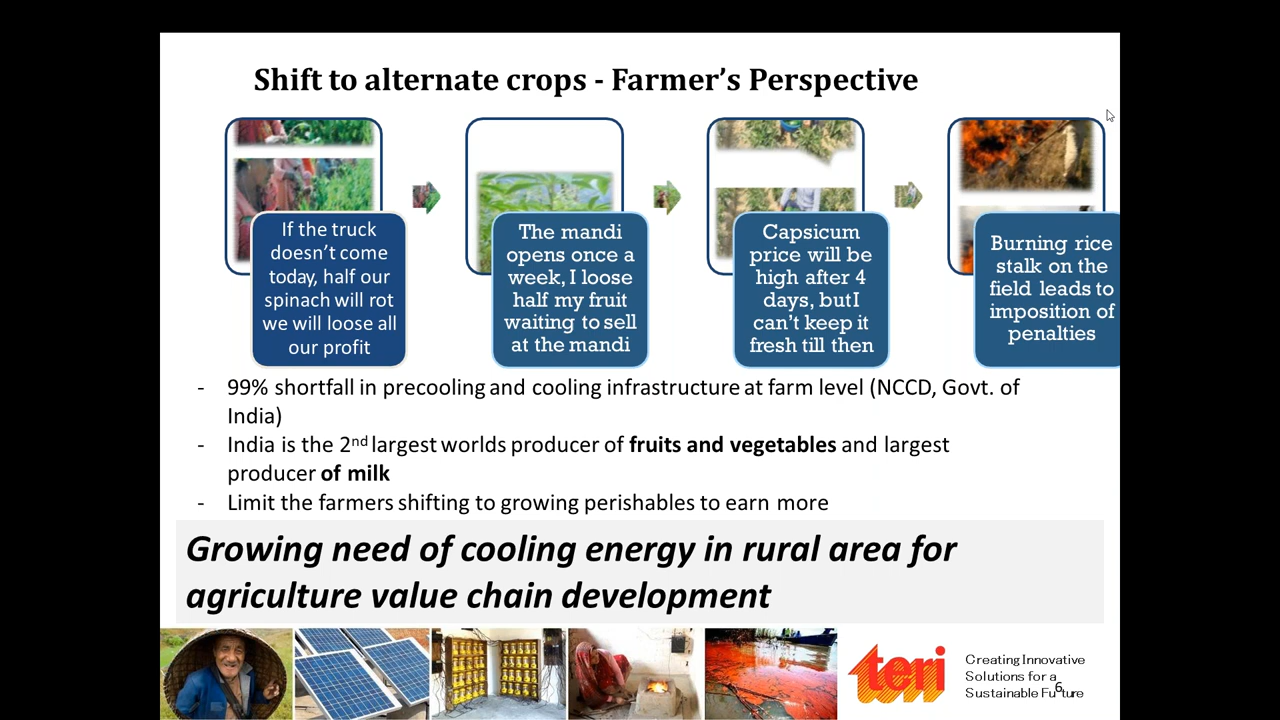 Shift to alternate crops - Farmer's Perspective
If the truck
doesn't come
today, half our
spinach will rot
we will loose all
our profit
The mandi
opens once a
week, I loose
half my fruit
waiting to sell
at the mandi
Capsicum
price will be
high after 4
days, but I
can't keep it
fresh till then
Burning rice
stalk on the
field leads to
imposition of
penalties
- 99% shortfall in precooling and cooling infrastructure at farm level (NCCD, Govt. of
India)
- India is the 2nd largest worlds producer of fruits and vegetables and largest
producer of milk
- Limit the farmers shifting to growing perishables to earn more
Growing need of cooling energy in rural area for
agriculture value chain development
teri
Creating Innovative
Solutions for a
Sustainable Future
6